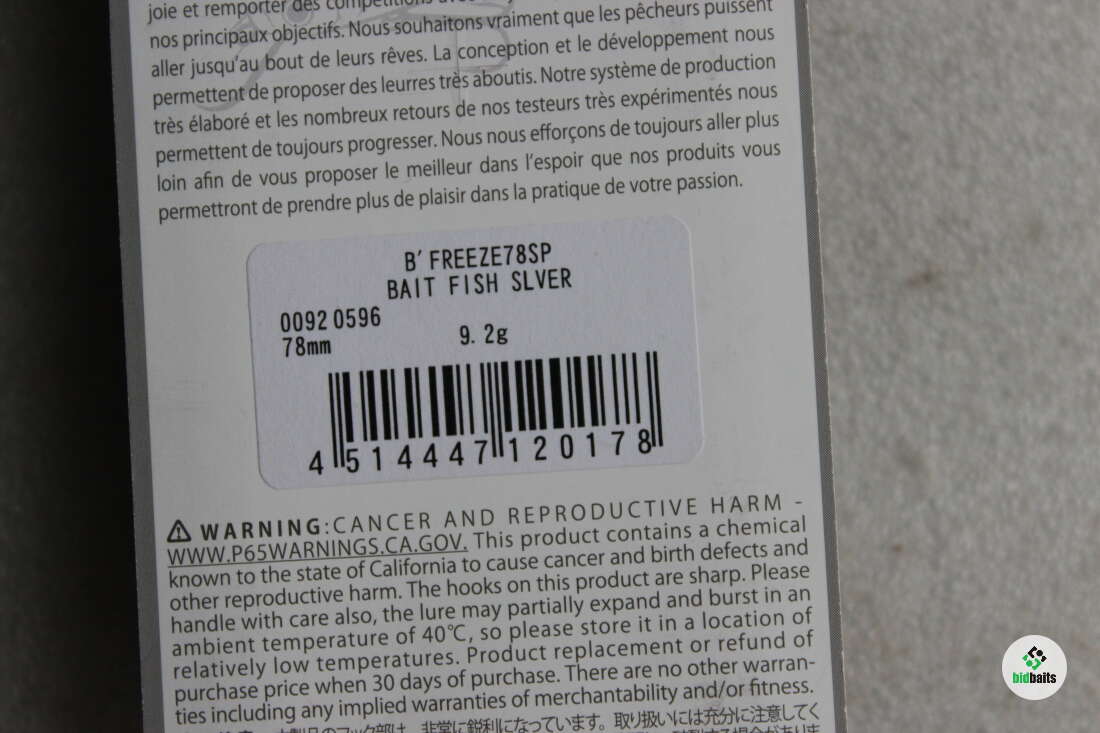 joie et remporter des compétitions
nos principaux objectifs. Nous souhaitons vraiment que les pêcheurs puissent
aller jusqu'au bout de leurs rêves. La conception et le développement nous
permettent de proposer des leurres très aboutis. Notre système de production
très élaboré et les nombreux retours de nos testeurs très expérimentés nous
permettent de toujours progresser. Nous nous efforçons de toujours aller plus
loin afin de vous proposer le meilleur dans l'espoir que nos produits vous
permettront de prendre plus de plaisir dans la pratique de votre passion.
B'FREEZE78SP
BAIT FISH SLVER
0092 0596
78mm 9.2g
4 514447 120178
WARNING:CANCER AND REPRODUCTIVE HARM -
WWW.P65WARNINGS.CA.GOV. This product contains a chemical
known to the state of California to cause cancer and birth defects and
other reproductive harm. The hooks on this product are sharp. Please
handle with care also, the lure may partially expand and burst in an
ambient temperature of 40℃, so please store it in a location of
relatively low temperatures. Product replacement or refund of
purchase price when 30 days of purchase. There are no other warran-
ties including any implied warranties of merchantability and/or fitness.
フック部は、非常に鋭利になっています。取り扱いには充分に注意してく
bidbaits